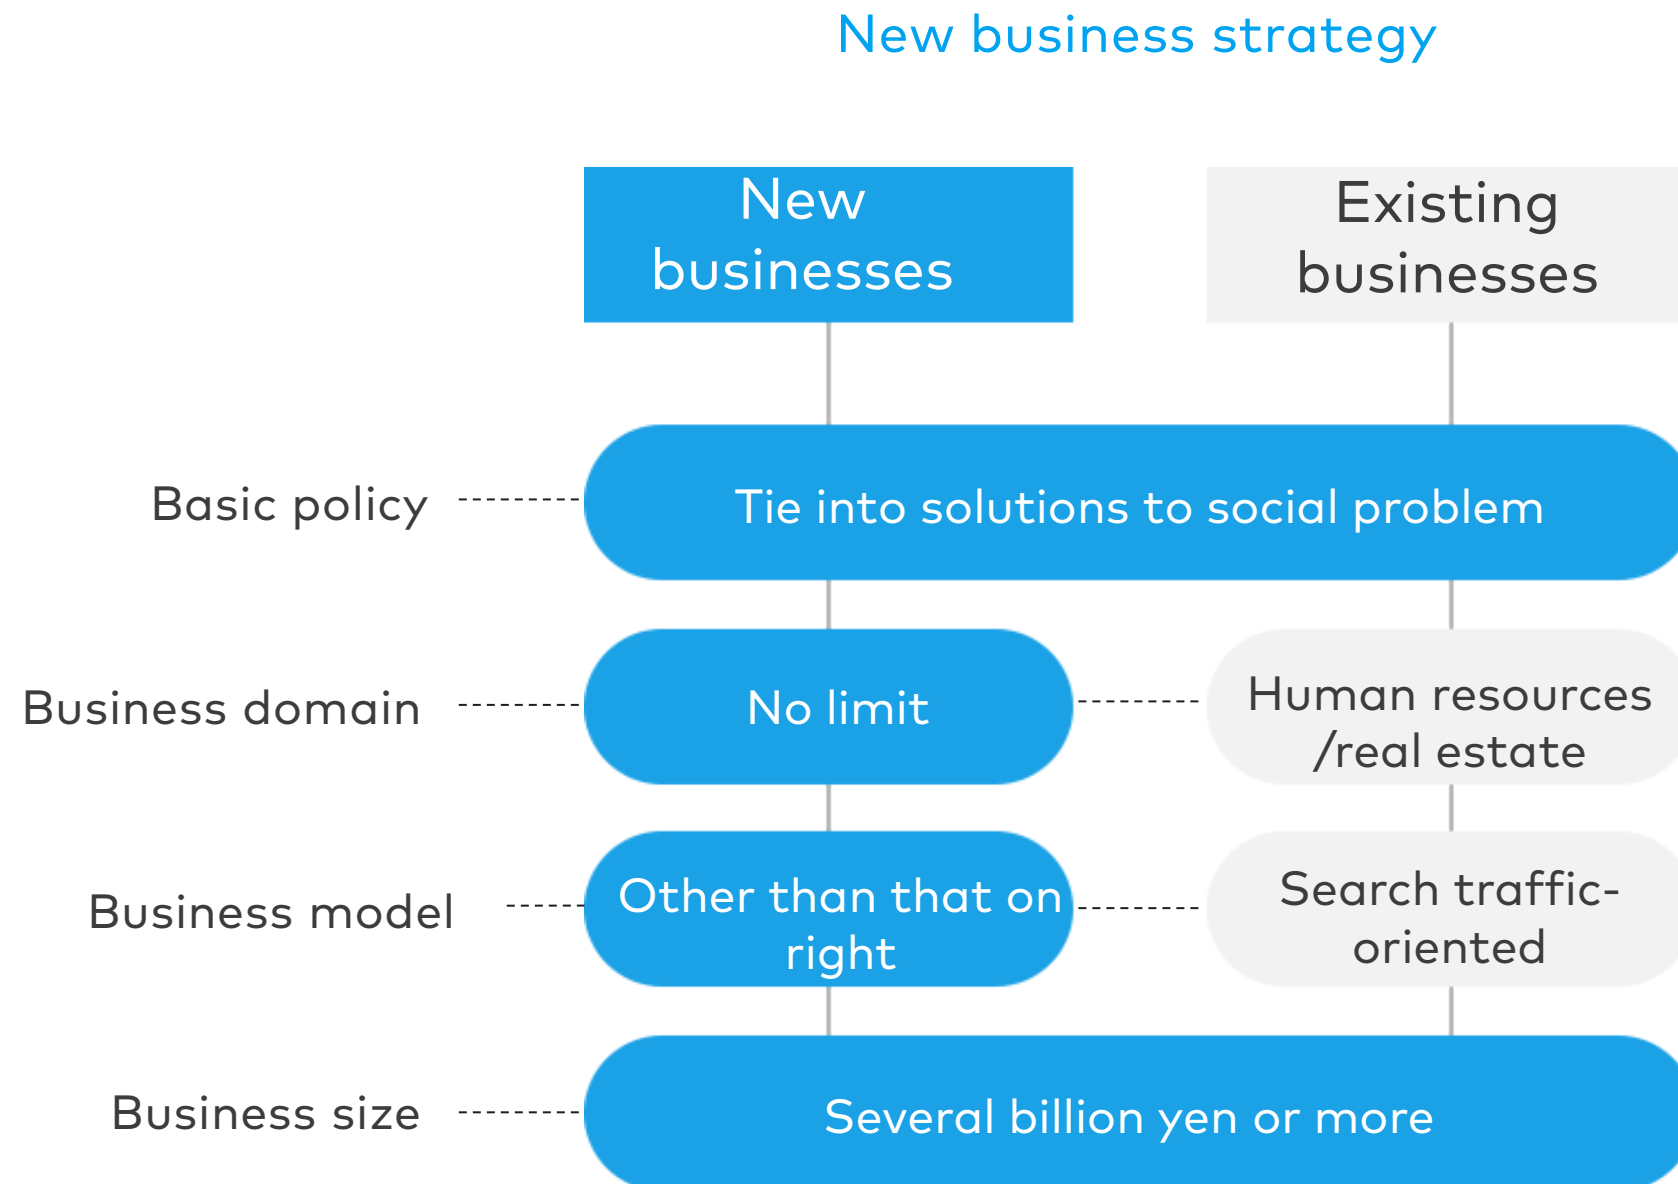 New business strategy
New
businesses
Existing
businesses
Basic policy
Tie into solutions to social problem
Business domain
No limit
Human resources
/real estate
Business model
Other than that on
right
Search traffic-
oriented
Business size
Several billion yen or more